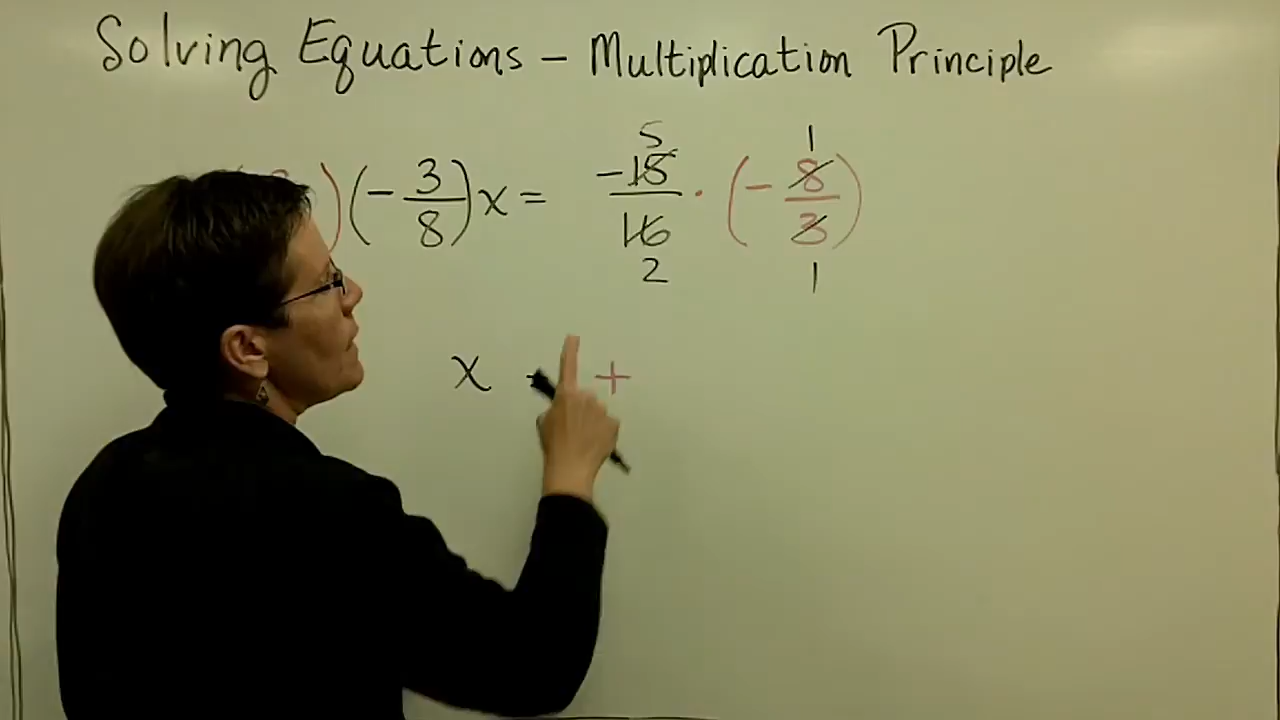 Solving Equations – Multiplication Principle
5 1
) (- 3/8) x = -15/16 · (- 8/3)
2 1
x +